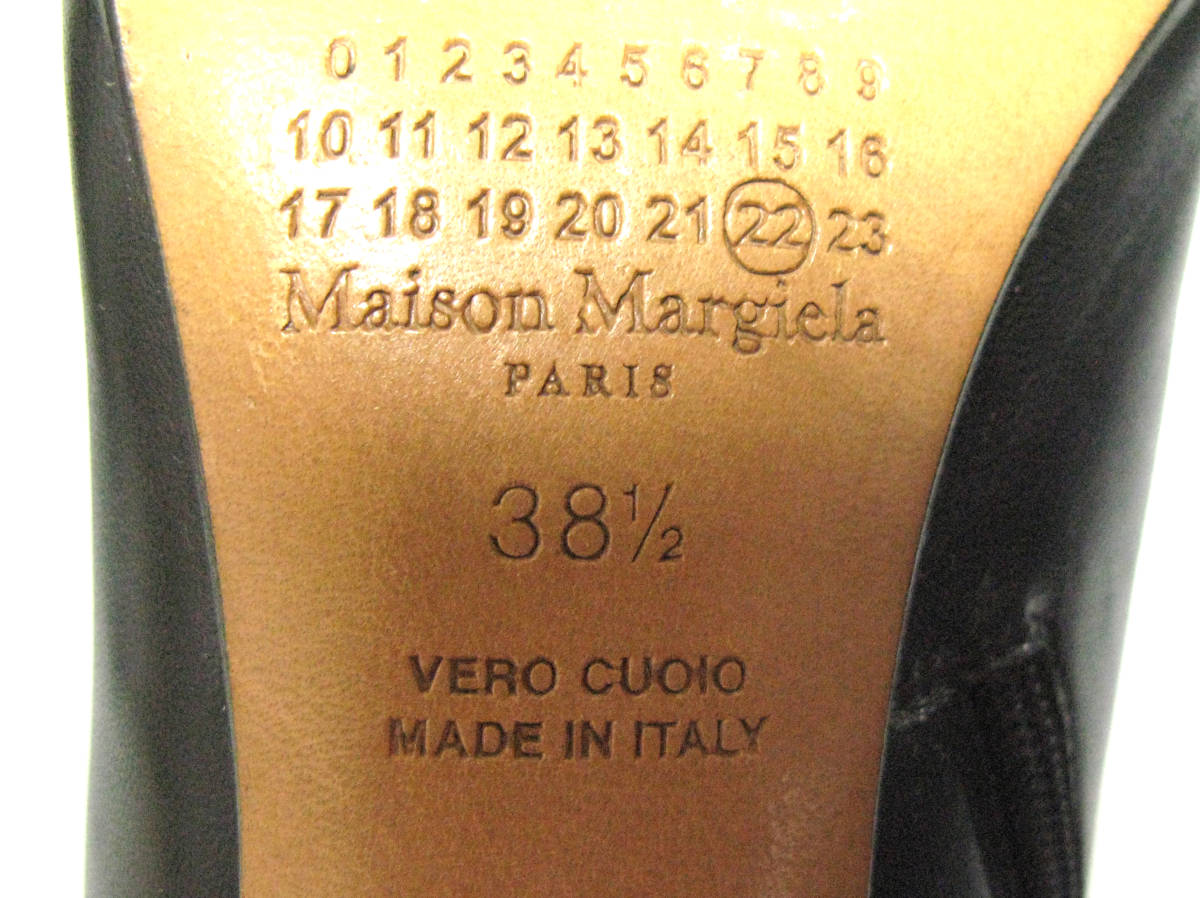 0 1 2 3 4 5 6 7 8 9
10 11 12 13 14 15 16
17 18 19 20 21 22 23
Maison Margiela
PARIS
38½
VERO CUOIO
MADE IN ITALY